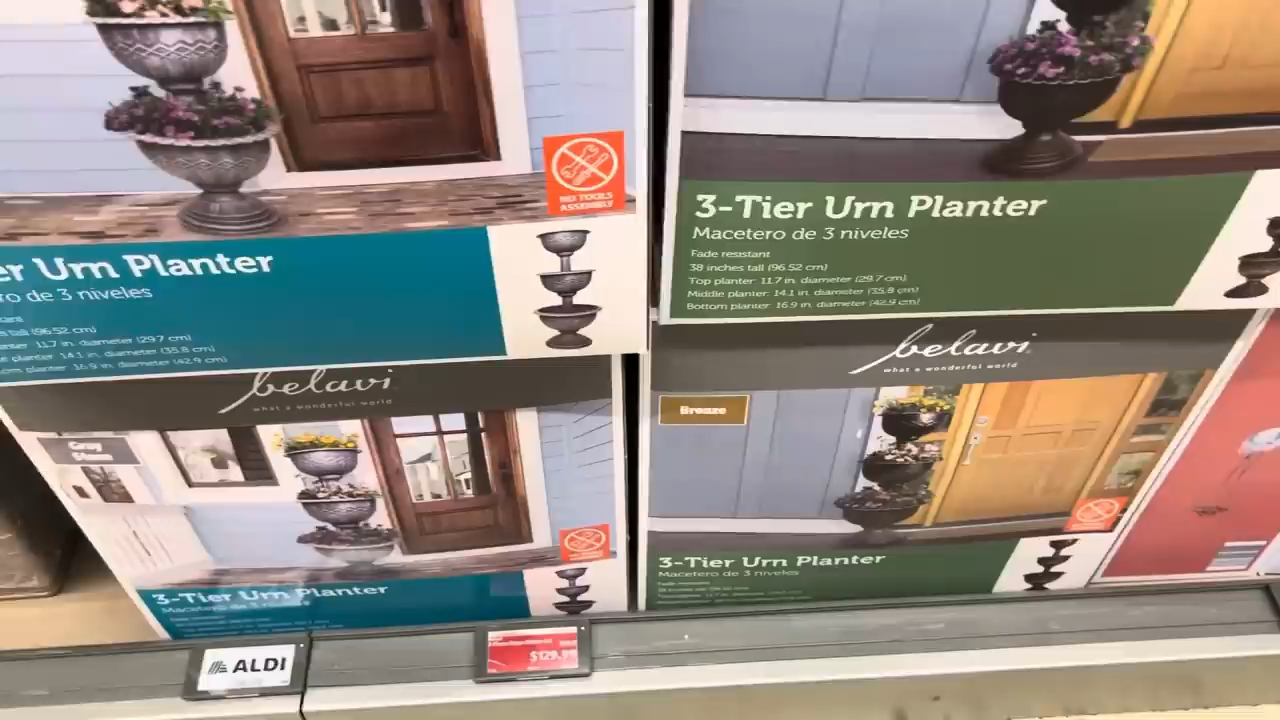 NO TOOLS
ASSEMBLY
er Urn Planter
ro de 3 niveles
tall (96.52 cm)
planter 11.7 in. diameter (29.7 cm)
planter 14.1 in. diameter (35.8 cm)
planter 16.9 in. diameter (42.9 cm)
3-Tier Urn Planter
Macetero de 3 niveles
Fade resistant
38 inches tall (96.52 cm)
Top planter: 11.7 in. diameter (29.7 cm)
Middle planter: 14.1 in. diameter (35.8 cm)
Bottom planter: 16.9 in. diameter (42.9 cm)
belavi
what a wonderful world
Gray
3-Tier Urn Planter
Macetero de 3 niveles
belavi
what a wonderful world
Bronze
3-Tier Urn Planter
Macetero de 3 niveles
Fade resistant
ALDI